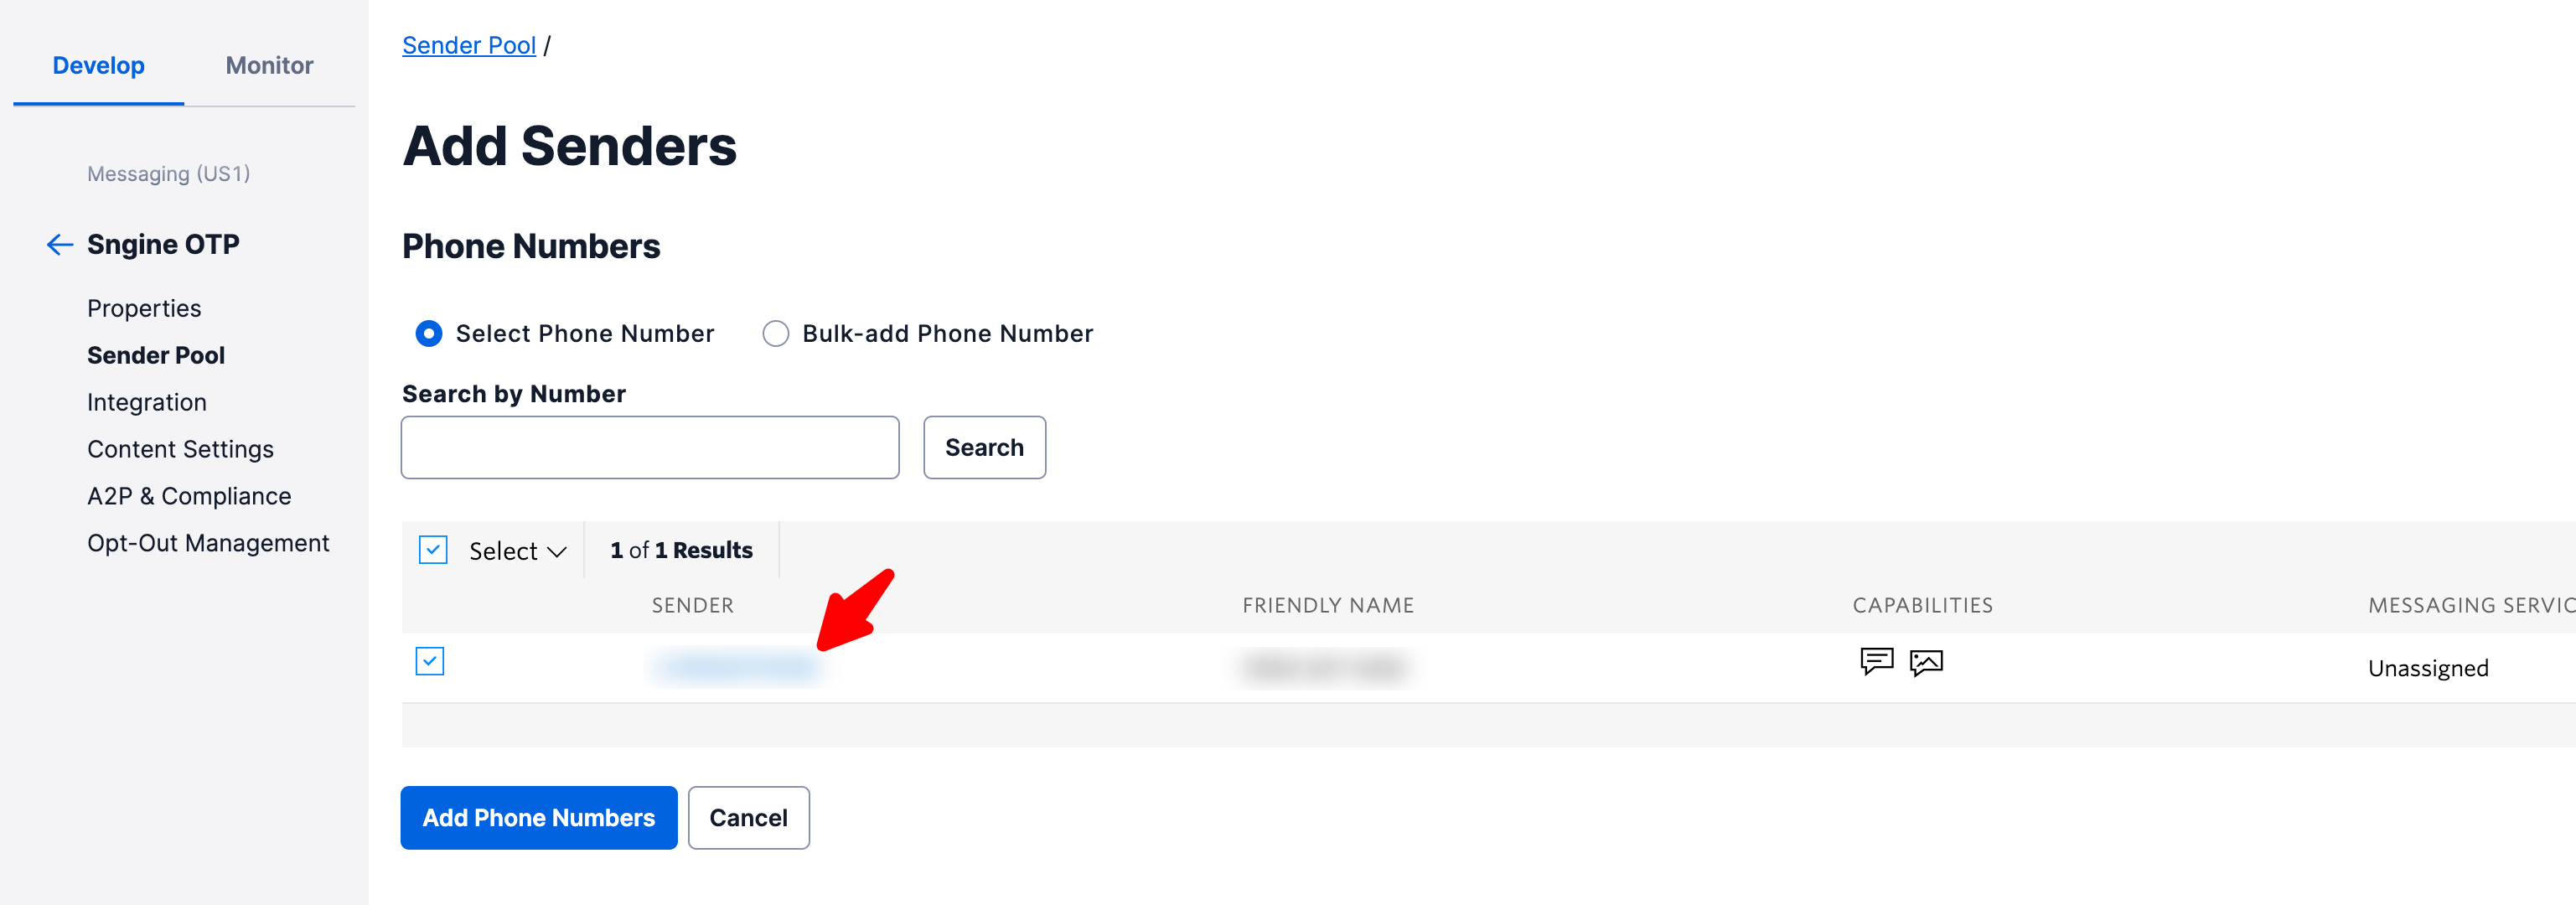 Develop Monitor
Messaging (US1)
Sngine OTP
Properties
Sender Pool
Integration
Content Settings
A2P & Compliance
Opt-Out Management
Sender Pool /
Add Senders
Phone Numbers
Select Phone Number Bulk-add Phone Number
Search by Number
Search
Select 1 of 1 Results
SENDER FRIENDLY NAME CAPABILITIES MESSAGING SERVIC
Unassigned
Add Phone Numbers Cancel